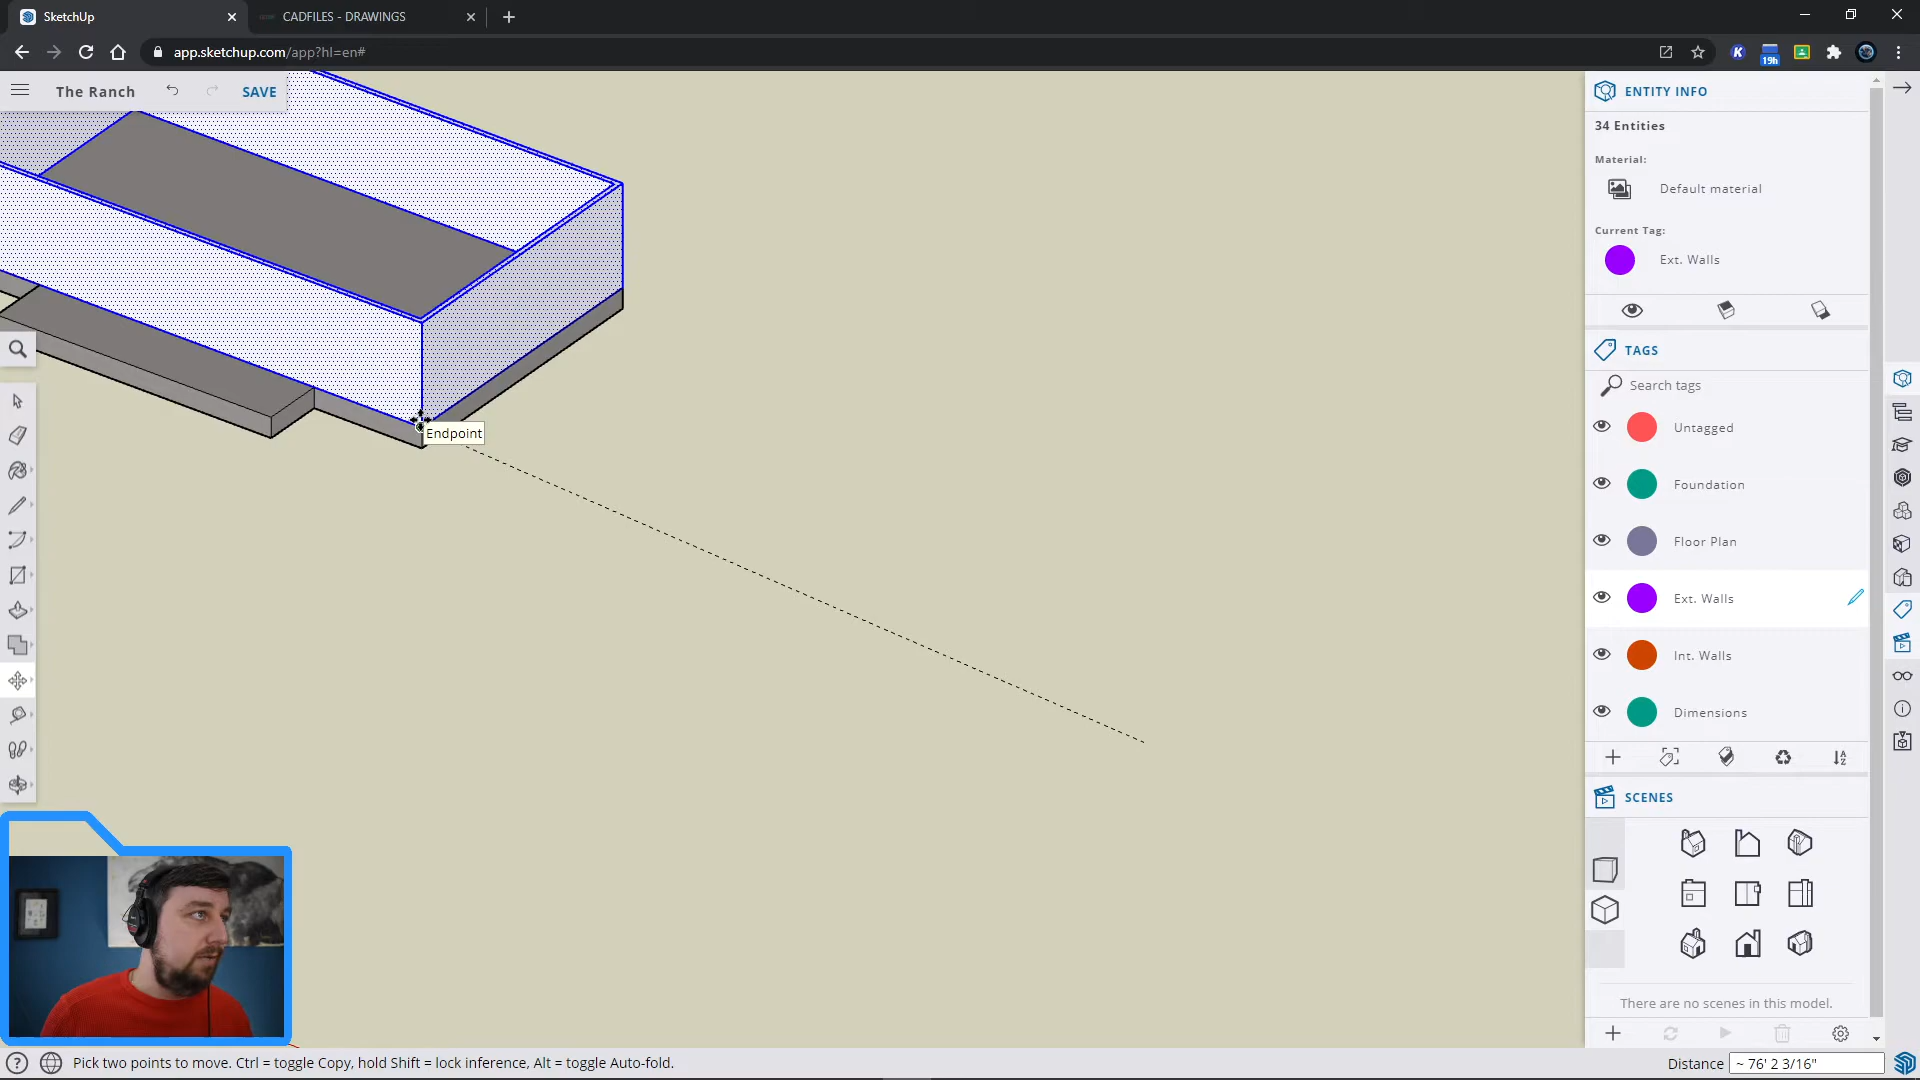 SketchUp
CADFILES - DRAWINGS
app.sketchup.com/app?hl=en#
19h
The Ranch
SAVE
ENTITY INFO
34 Entities
Material:
Default material
Current Tag:
Ext. Walls
TAGS
Search tags
Untagged
Foundation
Floor Plan
Ext. Walls
Int. Walls
Dimensions
Endpoint
SCENES
There are no scenes in this model.
Pick two points to move. Ctrl = toggle Copy, hold Shift = lock inference, Alt = toggle Auto-fold.
Distance ~ 76' 2 3/16"